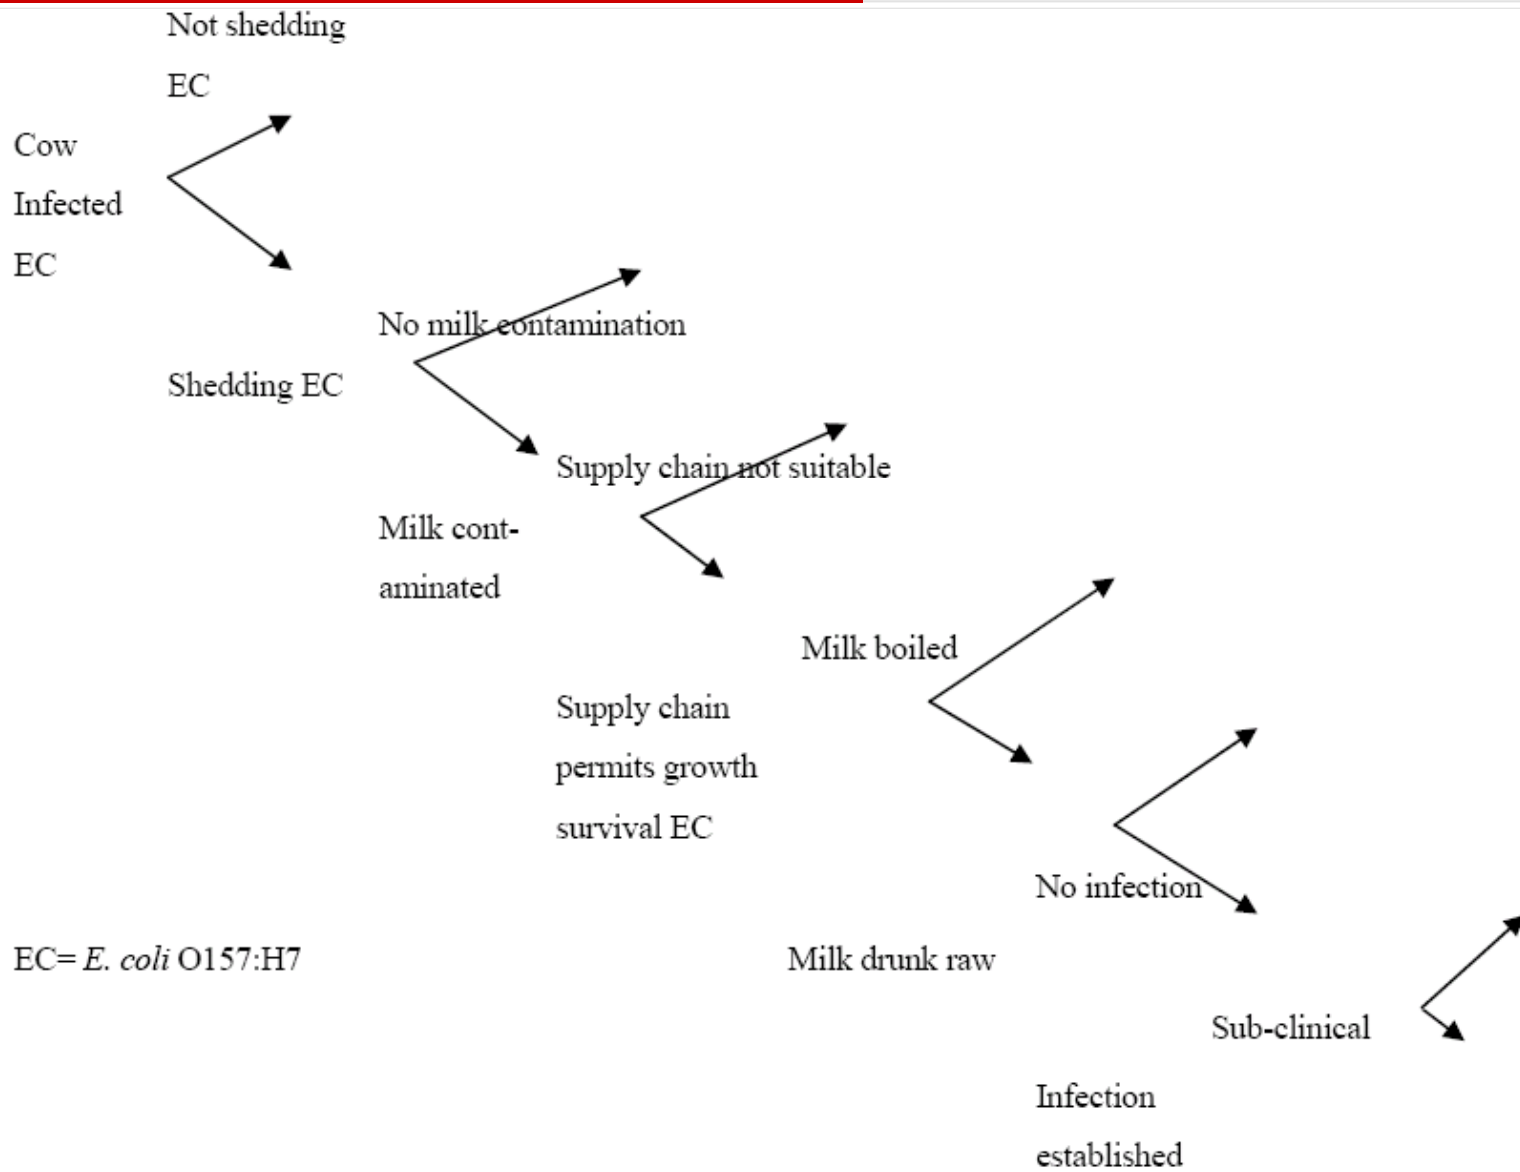 Not shedding
EC
Cow
Infected
EC
No milk contamination
Shedding EC
Supply chain not suitable
Milk cont-
aminated
Milk boiled
Supply chain
permits growth
survival EC
No infection
EC= E. coli O157:H7
Milk drunk raw
Sub-clinical
Infection
established